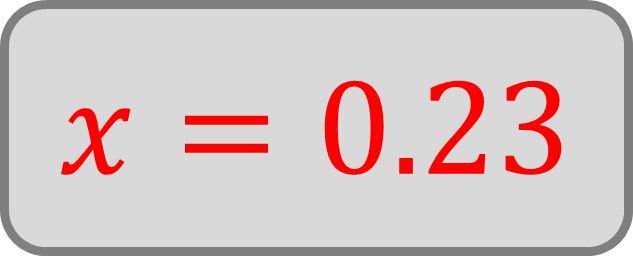 x = 0.23